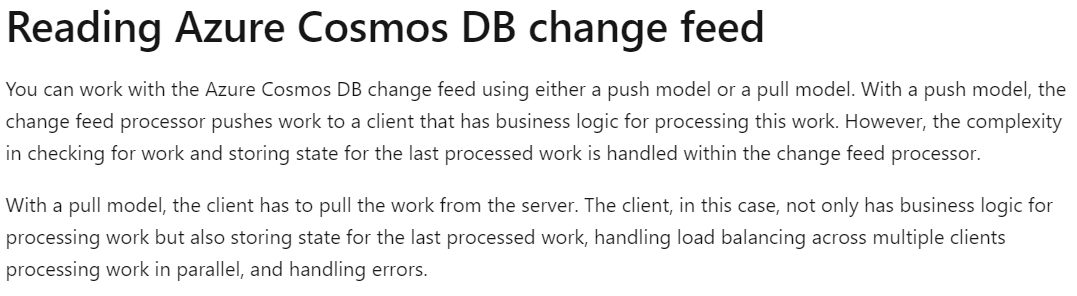 Reading Azure Cosmos DB change feed
You can work with the Azure Cosmos DB change feed using either a push model or a pull model. With a push model, the
change feed processor pushes work to a client that has business logic for processing this work. However, the complexity
in checking for work and storing state for the last processed work is handled within the change feed processor.
With a pull model, the client has to pull the work from the server. The client, in this case, not only has business logic for
processing work but also storing state for the last processed work, handling load balancing across multiple clients
processing work in parallel, and handling errors.